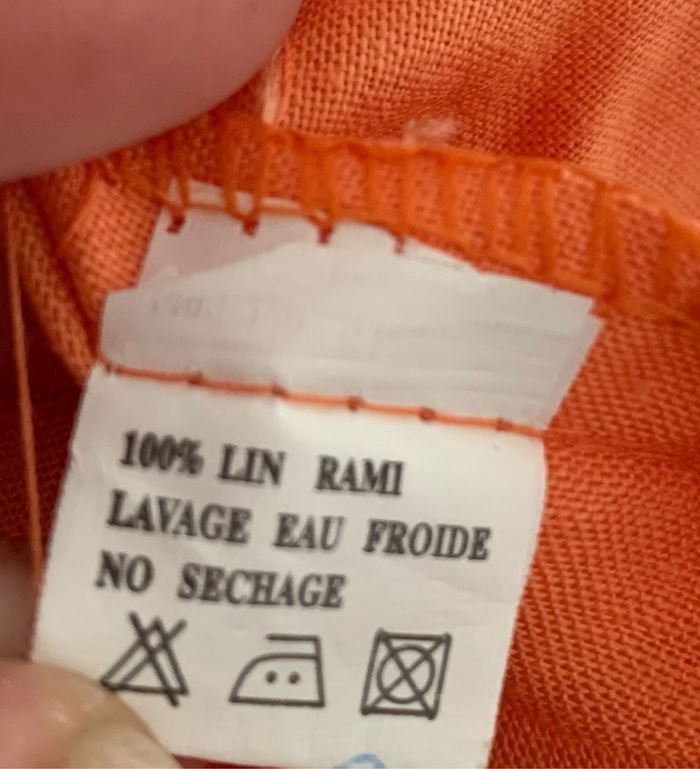 100% LIN RAMI
LAVAGE EAU FROIDE
NO SECHAGE